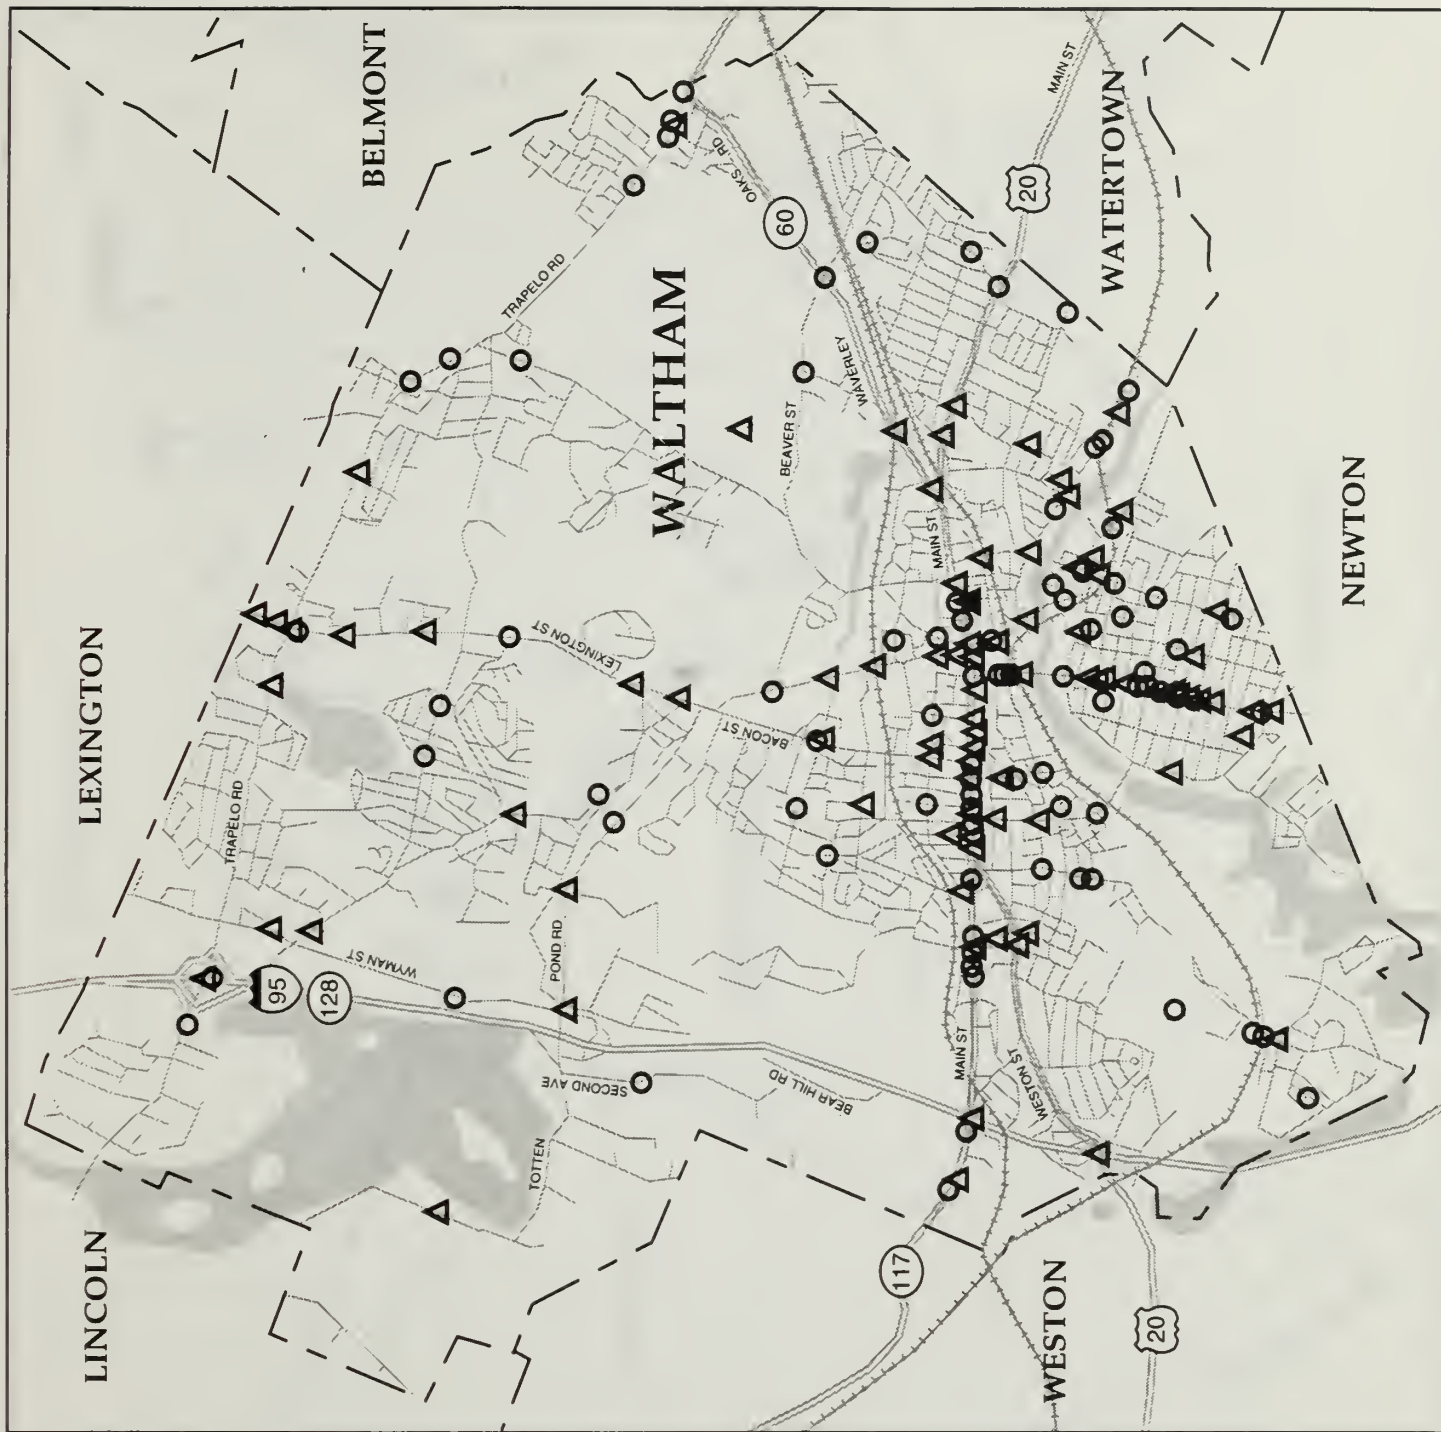 LINCOLN
LEXINGTON
BELMONT
TRAPELO RD
95
128
WYMAN ST
TRAPELO RD
TOTTEN
POND RD
LEXINGTON ST
SECOND AVE
WALTHAM
BACON ST
OAKS RD
60
BEAVER ST
BEAR HILL RD
WAVERLEY
117
MAIN ST
MAIN ST
WESTON ST
20
MAIN ST
WESTON
WATERTOWN
20
NEWTON